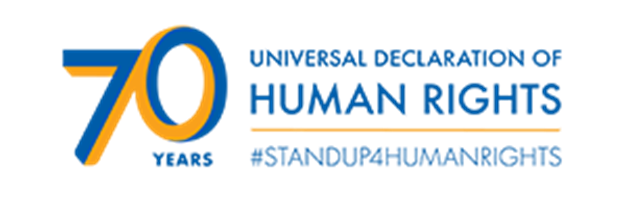 70
YEARS
UNIVERSAL DECLARATION OF
HUMAN RIGHTS
#STANDUP4HUMANRIGHTS